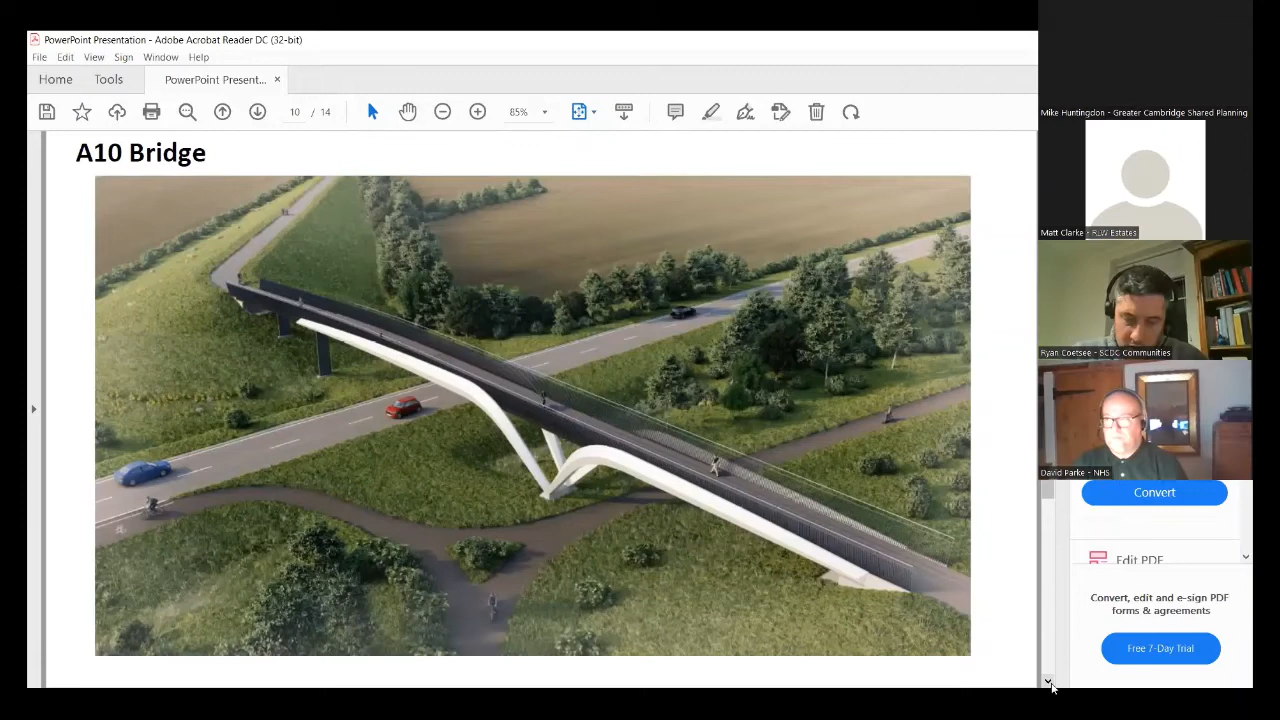 PowerPoint Presentation - Adobe Acrobat Reader DC (32-bit)
File Edit View Sign Window Help
Home Tools PowerPoint Present... ×
10 / 14 85%
A10 Bridge
Mike Huntingdon - Greater Cambridge Shared Planning
Matt Clarke - RLW Estates
Ryan Coetsee - SCDC Communities
David Parke - NHS
Convert
Edit PDF
Convert, edit and e-sign PDF
forms & agreements
Free 7-Day Trial